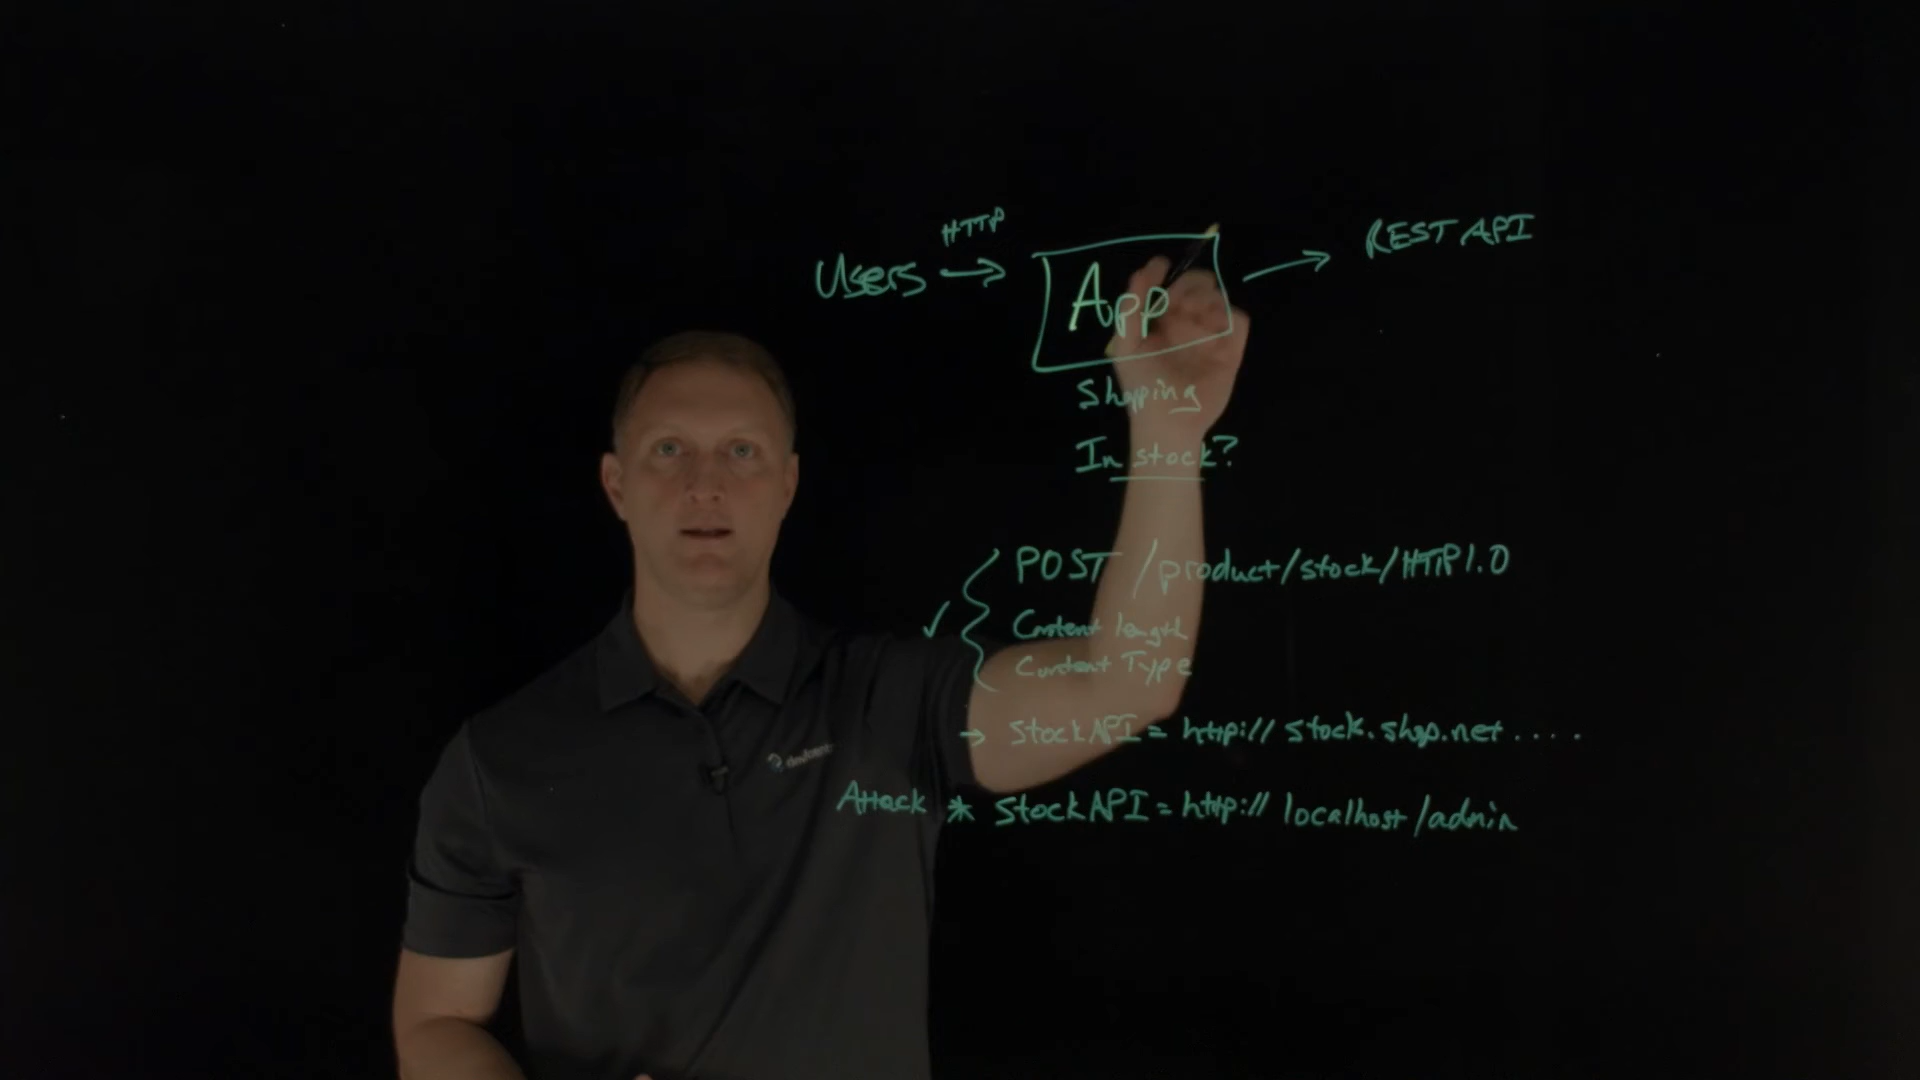 HTTP
Users → App → REST API
Shopping
In stock?
POST /product/stock/HTTP1.0
Content length
Content Type
→ StockAPI = http://stock.shop.net....
Attack * StockAPI = http://localhost/admin